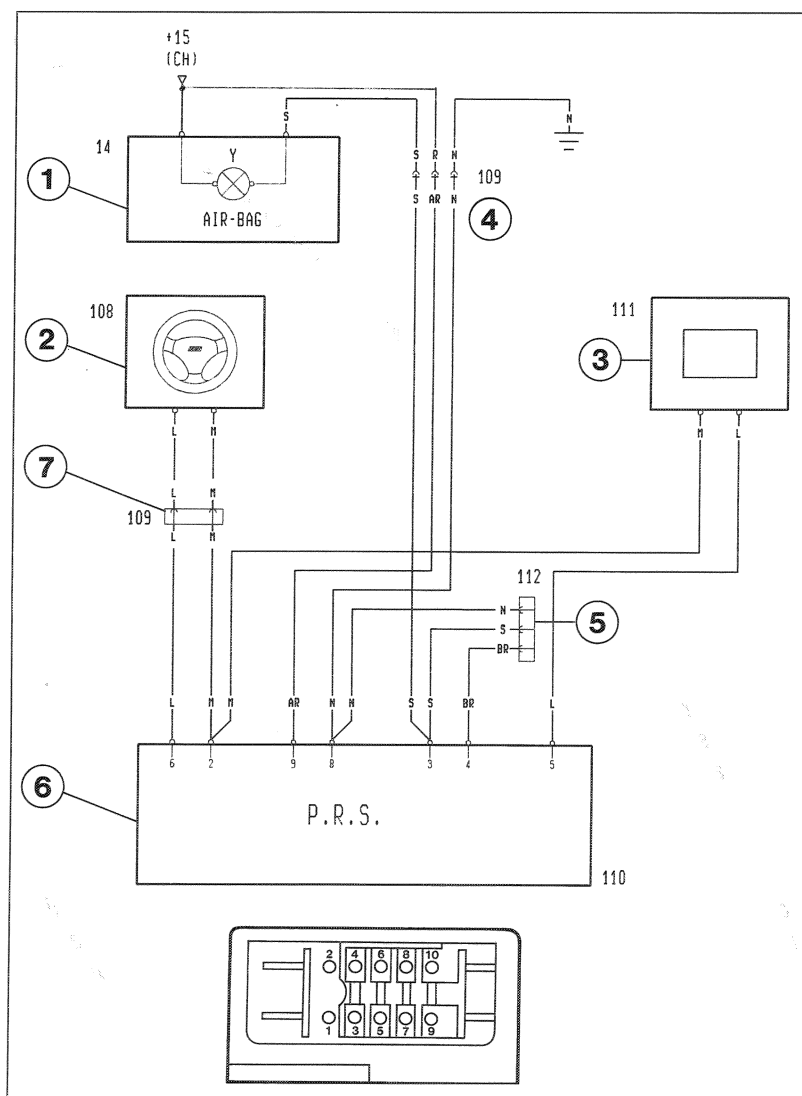 +15
(CH)
S
14
Y
AIR-BAG
1
S R N
N
109
S AR N
4
108
2
111
3
L M
M L
7
L M
109
L M
112
N
S
BR
5
L M M AR N N S S BR L
6 2 9 8 3 4 5
6
P.R.S.
110
2 4 6 8 10
1 3 5 7 9